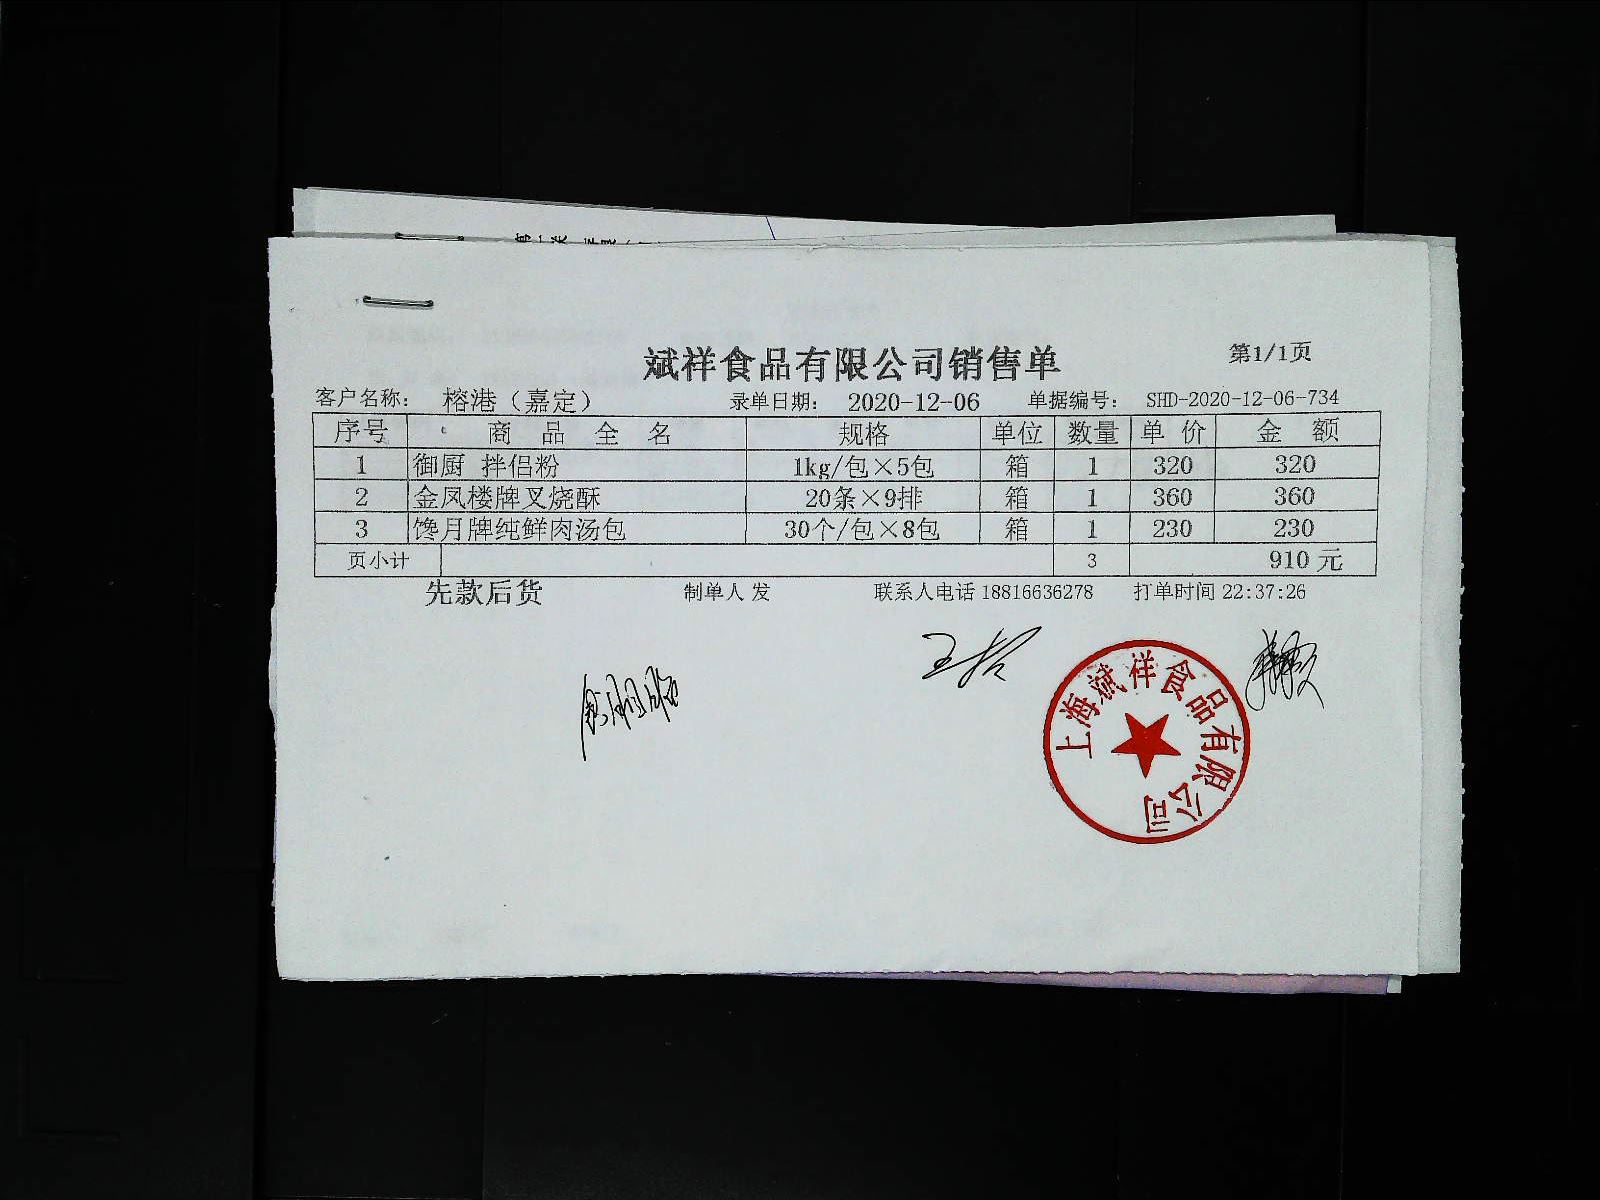 斌祥食品有限公司销售单 第1/1页
客户名称： 榕港（嘉定） 录单日期： 2020-12-06 单据编号： SHD-2020-12-06-734
序号 商 品 全 名 规格 单位 数量 单 价 金 额
1 御厨 拌侣粉 1kg/包×5包 箱 1 320 320
2 金凤楼牌叉烧酥 20条×9排 箱 1 360 360
3 馋月牌纯鲜肉汤包 30个/包×8包 箱 1 230 230
页小计 3 910 元
先款后货 制单人 发 联系人电话 18816636278 打单时间 22:37:26
上海斌祥食品有限公司